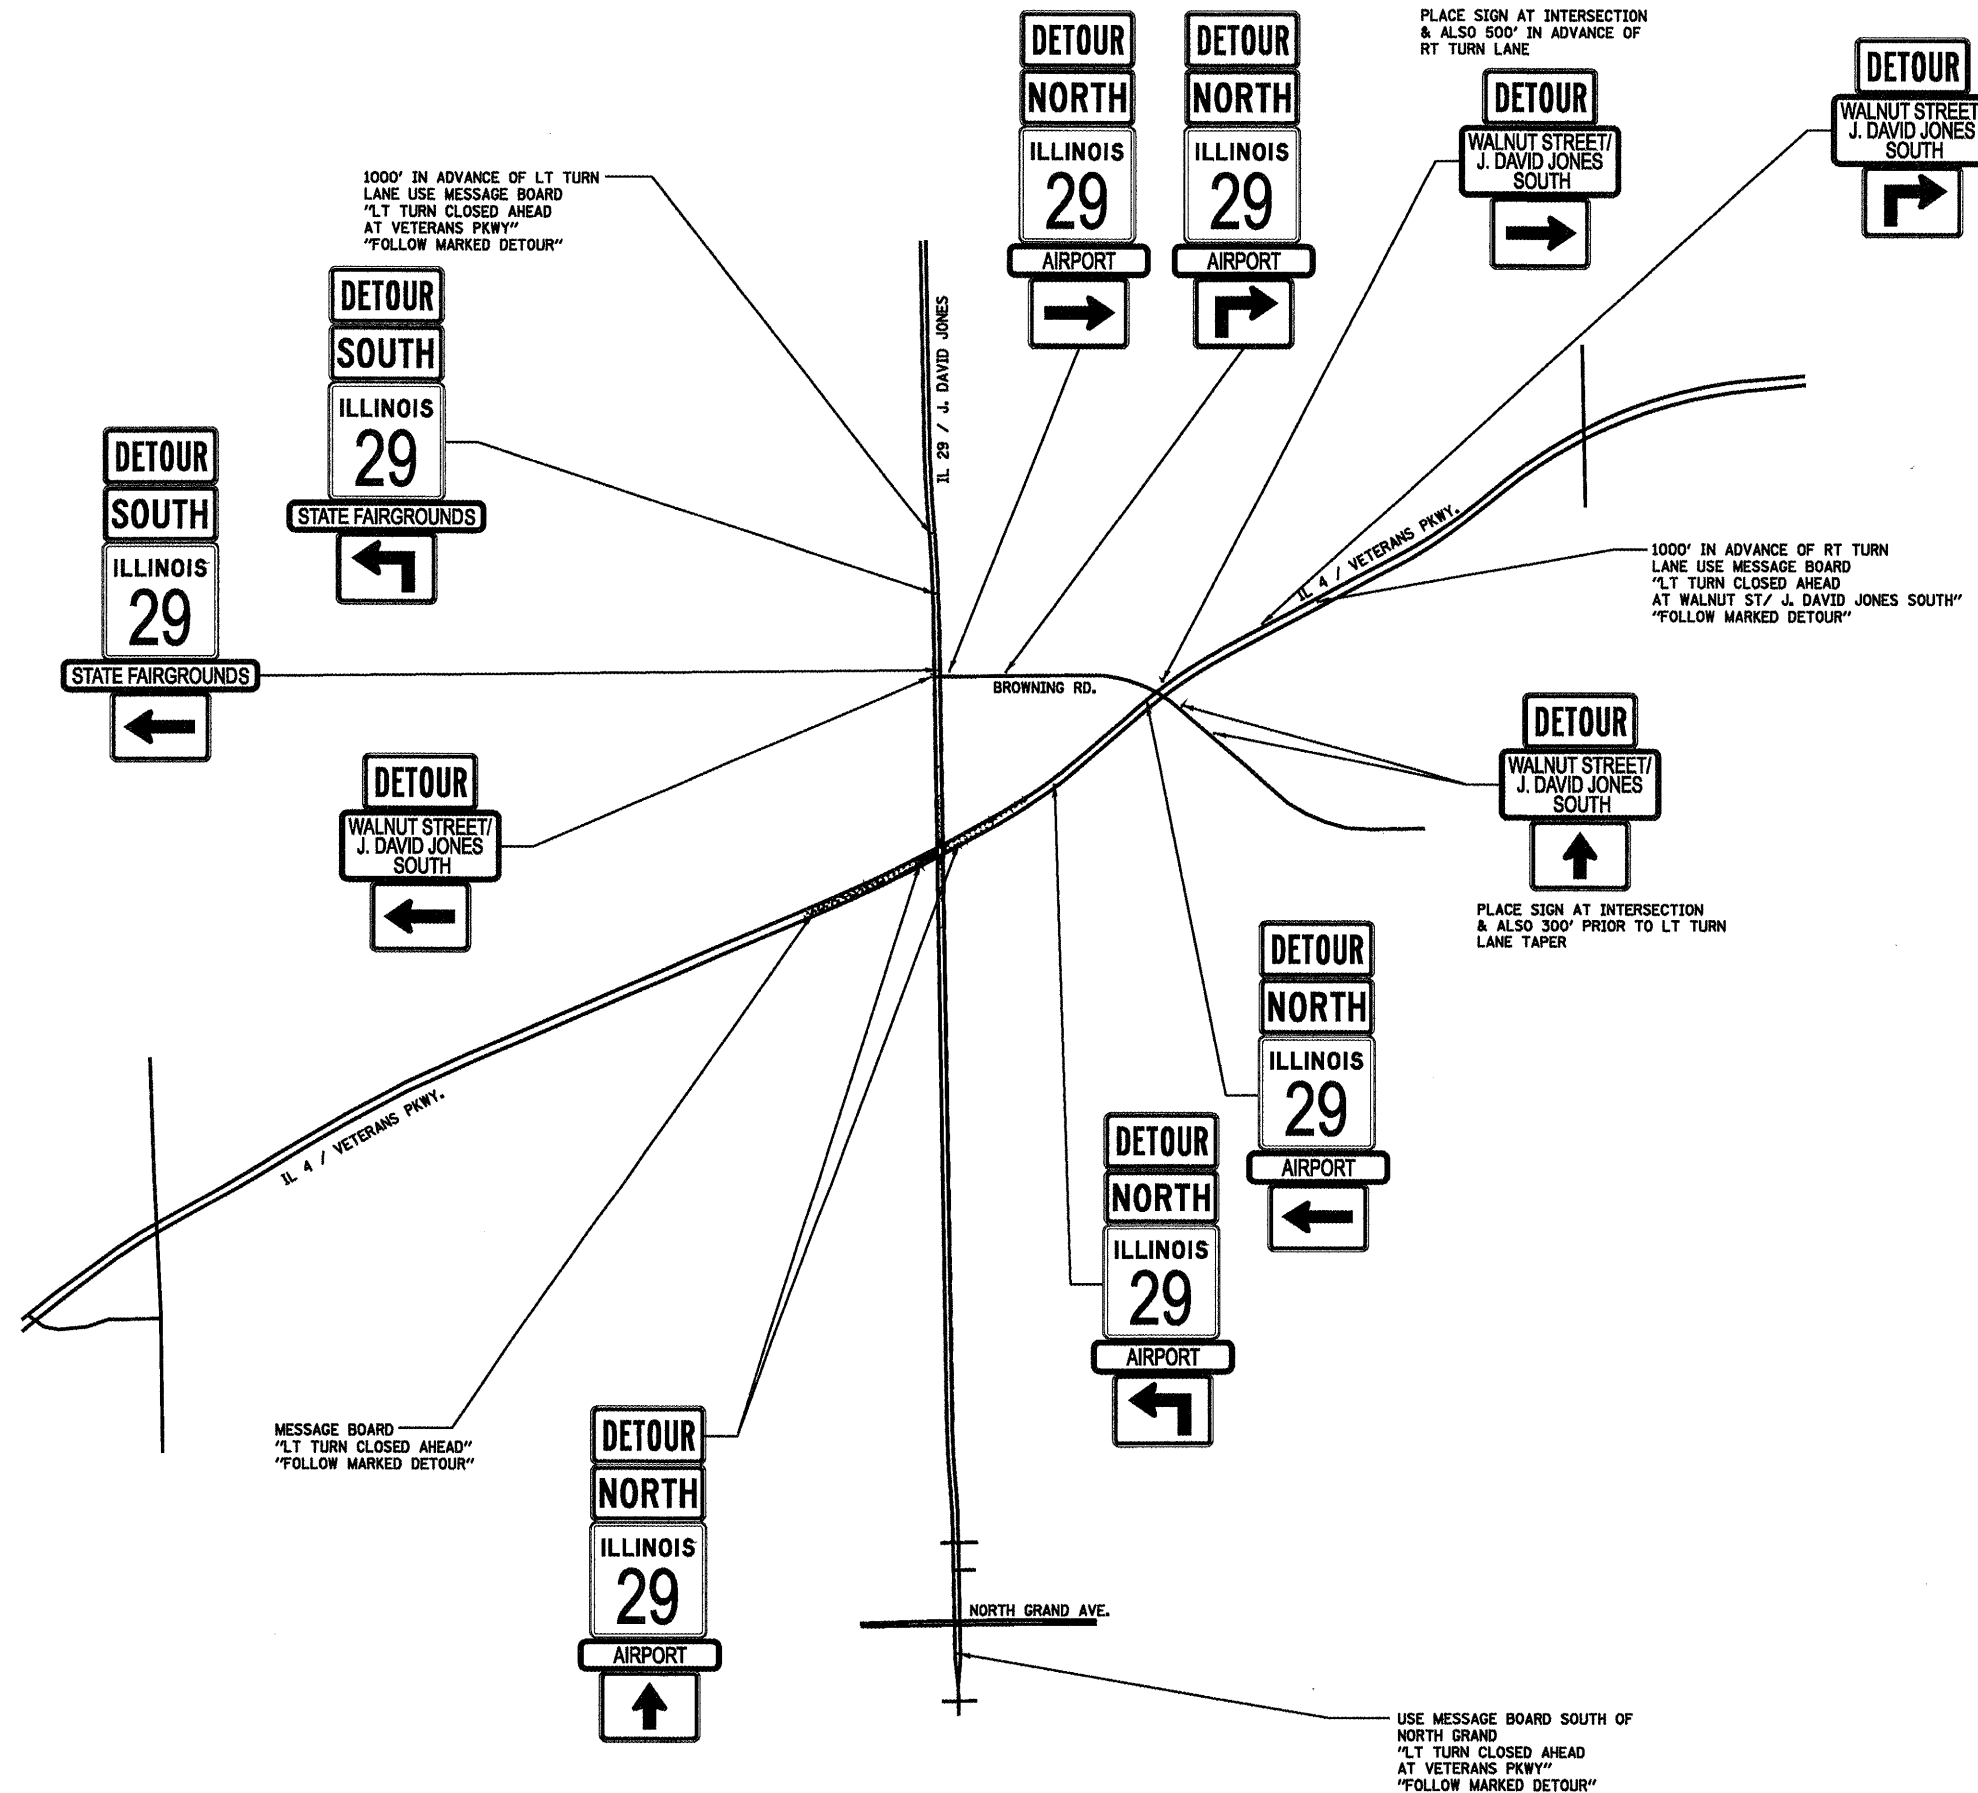 DETOUR
NORTH
ILLINOIS
29
AIRPORT
DETOUR
NORTH
ILLINOIS
29
AIRPORT
PLACE SIGN AT INTERSECTION
& ALSO 500' IN ADVANCE OF
RT TURN LANE
DETOUR
WALNUT STREET/
J. DAVID JONES
SOUTH
DETOUR
WALNUT STREET
J. DAVID JONES
SOUTH
1000' IN ADVANCE OF LT TURN
LANE USE MESSAGE BOARD
"LT TURN CLOSED AHEAD
AT VETERANS PKWY"
"FOLLOW MARKED DETOUR"
DETOUR
SOUTH
ILLINOIS
29
STATE FAIRGROUNDS
DETOUR
SOUTH
ILLINOIS
29
STATE FAIRGROUNDS
IL 29 / J. DAVID JONES
IL 4 / VETERANS PKWY.
1000' IN ADVANCE OF RT TURN
LANE USE MESSAGE BOARD
"LT TURN CLOSED AHEAD
AT WALNUT ST/ J. DAVID JONES SOUTH"
"FOLLOW MARKED DETOUR"
BROWNING RD.
DETOUR
WALNUT STREET/
J. DAVID JONES
SOUTH
DETOUR
WALNUT STREET/
J. DAVID JONES
SOUTH
PLACE SIGN AT INTERSECTION
& ALSO 300' PRIOR TO LT TURN
LANE TAPER
DETOUR
NORTH
ILLINOIS
29
AIRPORT
IL 4 / VETERANS PKWY.
DETOUR
NORTH
ILLINOIS
29
AIRPORT
MESSAGE BOARD
"LT TURN CLOSED AHEAD"
"FOLLOW MARKED DETOUR"
DETOUR
NORTH
ILLINOIS
29
AIRPORT
NORTH GRAND AVE.
USE MESSAGE BOARD SOUTH OF
NORTH GRAND
"LT TURN CLOSED AHEAD
AT VETERANS PKWY"
"FOLLOW MARKED DETOUR"